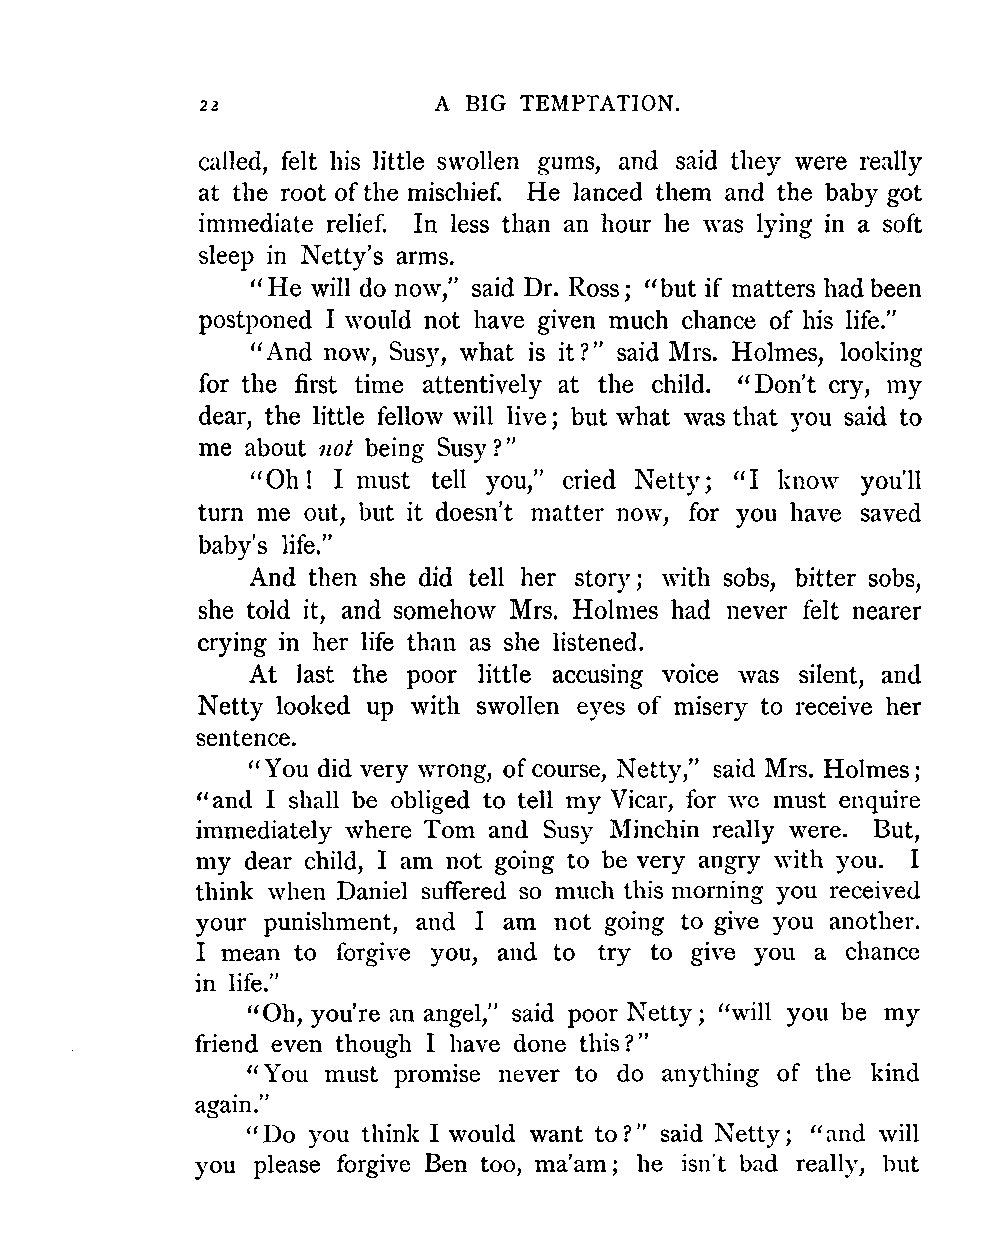 22 A BIG TEMPTATION.
called, felt his little swollen gums, and said they were really
at the root of the mischief. He lanced them and the baby got
immediate relief. In less than an hour he was lying in a soft
sleep in Netty's arms.
"He will do now," said Dr. Ross; "but if matters had been
postponed I would not have given much chance of his life."
"And now, Susy, what is it?" said Mrs. Holmes, looking
for the first time attentively at the child. "Don't cry, my
dear, the little fellow will live; but what was that you said to
me about not being Susy?"
"Oh! I must tell you," cried Netty; "I know you'll
turn me out, but it doesn't matter now, for you have saved
baby's life."
And then she did tell her story; with sobs, bitter sobs,
she told it, and somehow Mrs. Holmes had never felt nearer
crying in her life than as she listened.
At last the poor little accusing voice was silent, and
Netty looked up with swollen eyes of misery to receive her
sentence.
"You did very wrong, of course, Netty," said Mrs. Holmes;
"and I shall be obliged to tell my Vicar, for we must enquire
immediately where Tom and Susy Minchin really were. But,
my dear child, I am not going to be very angry with you. I
think when Daniel suffered so much this morning you received
your punishment, and I am not going to give you another.
I mean to forgive you, and to try to give you a chance
in life."
"Oh, you're an angel," said poor Netty; "will you be my
friend even though I have done this?"
"You must promise never to do anything of the kind
again."
"Do you think I would want to?" said Netty; "and will
you please forgive Ben too, ma'am; he isn't bad really, but